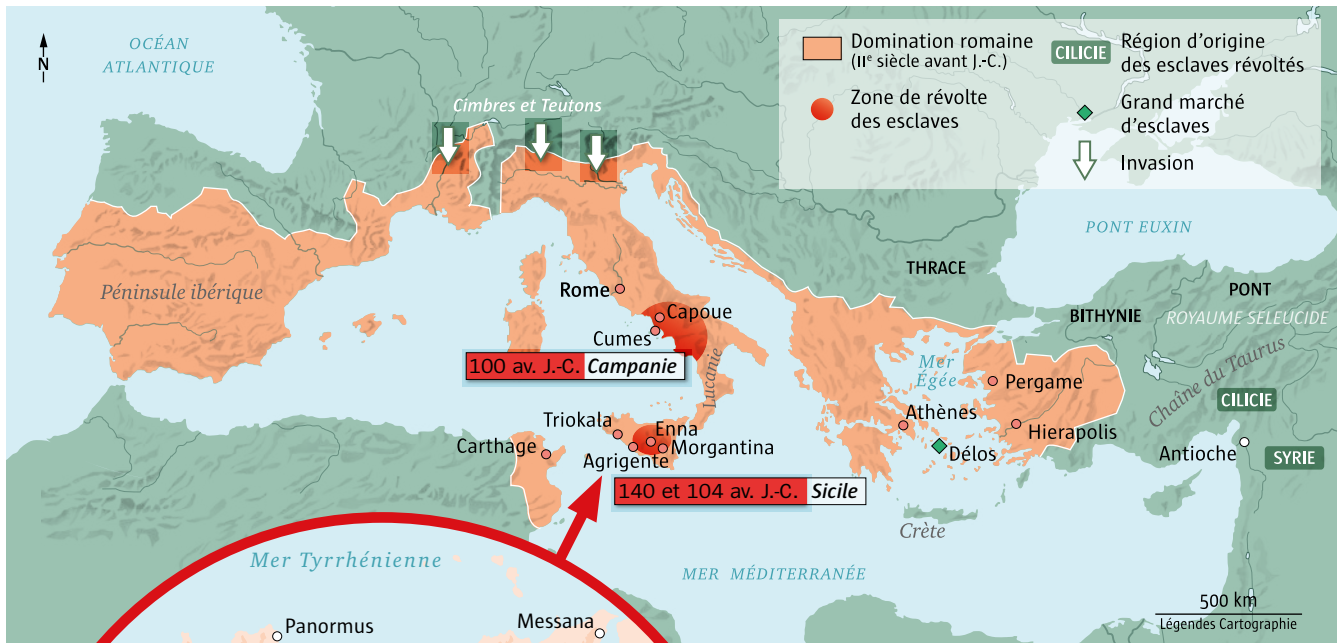 N
OCÉAN
ATLANTIQUE
Domination romaine
(IIe siècle avant J.-C.)
Zone de révolte
des esclaves
CILICIE
Région d'origine
des esclaves révoltés
Grand marché
d'esclaves
Invasion
Cimbres et Teutons
PONT EUXIN
THRACE
PONT
BITHYNIE
ROYAUME SÉLEUCIDE
Péninsule ibérique
Rome
Capoue
Cumes
100 av. J.-C. Campanie
Lucanie
Mer
Égée
Pergame
Chaîne du Taurus
CILICIE
Athènes
Hierapolis
Délos
Antioche
SYRIE
Triokala
Enna
Carthage
Morgantina
Agrigente
140 et 104 av. J.-C. Sicile
Crète
Mer Tyrrhénienne
MER MÉDITERRANÉE
Panormus
Messana
500 km
Légendes Cartographie